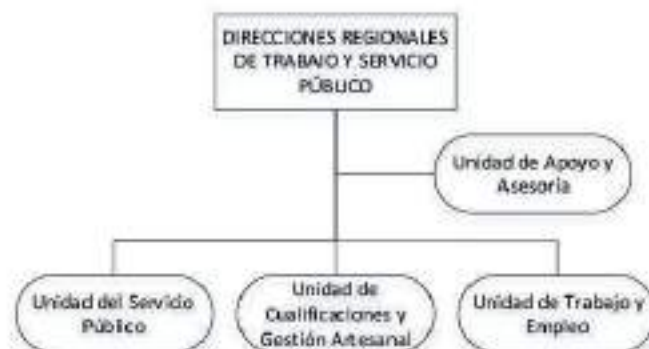 DIRECCIONES REGIONALES
DE TRABAJO Y SERVICIO
PÚBLICO
Unidad de Apoyo y
Asesoría
Unidad del Servicio
Público
Unidad de
Cualificaciones y
Gestión Artesanal
Unidad de Trabajo y
Empleo